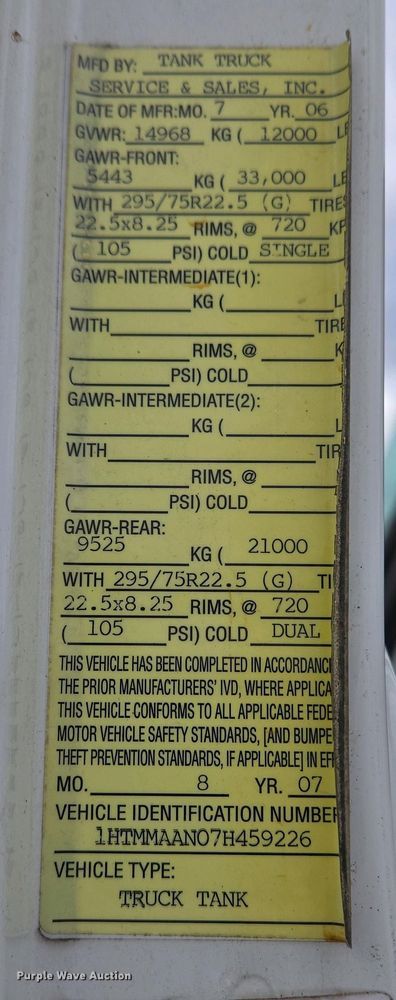 MFD BY: TANK TRUCK
SERVICE & SALES, INC.
DATE OF MFR:MO. 7 YR. 06
GVWR: 14968 KG ( 12000 L
GAWR-FRONT:
5443 KG ( 33,000 L
WITH 295/75R22.5 (G) TIRE
22.5x8.25 RIMS, @ 720 KP
( 105 PSI) COLD SINGLE
GAWR-INTERMEDIATE(1):
KG ( L
WITH TIR
RIMS, @ K
( PSI) COLD
GAWR-INTERMEDIATE(2):
KG ( L
WITH TIR
RIMS, @
( PSI) COLD
GAWR-REAR:
9525 KG ( 21000
WITH 295/75R22.5 (G) TI
22.5x8.25 RIMS, @ 720
( 105 PSI) COLD DUAL
THIS VEHICLE HAS BEEN COMPLETED IN ACCORDANC
THE PRIOR MANUFACTURERS' IVD, WHERE APPLICA
THIS VEHICLE CONFORMS TO ALL APPLICABLE FEDE
MOTOR VEHICLE SAFETY STANDARDS, [AND BUMPE
THEFT PREVENTION STANDARDS, IF APPLICABLE] IN EF
MO. 8 YR. 07
VEHICLE IDENTIFICATION NUMBER
1HTMMAAN07H459226
VEHICLE TYPE:
TRUCK TANK
Purple Wave Auction